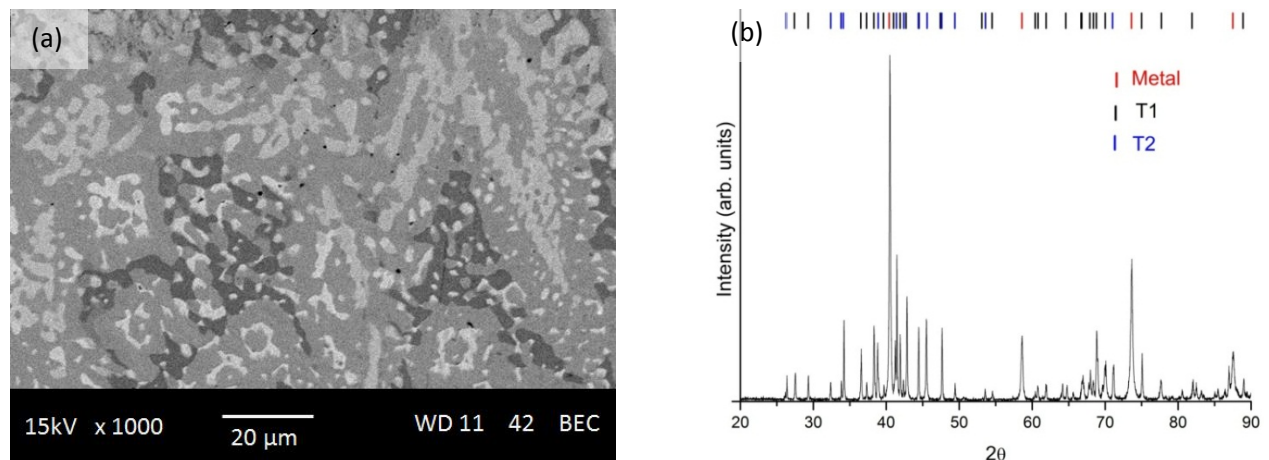 (a)
15kV x 1000
20 µm
WD 11 42 BEC
(b)
Metal
T1
T2
Intensity (arb. units)
20 30 40 50 60 70 80 90
2θ